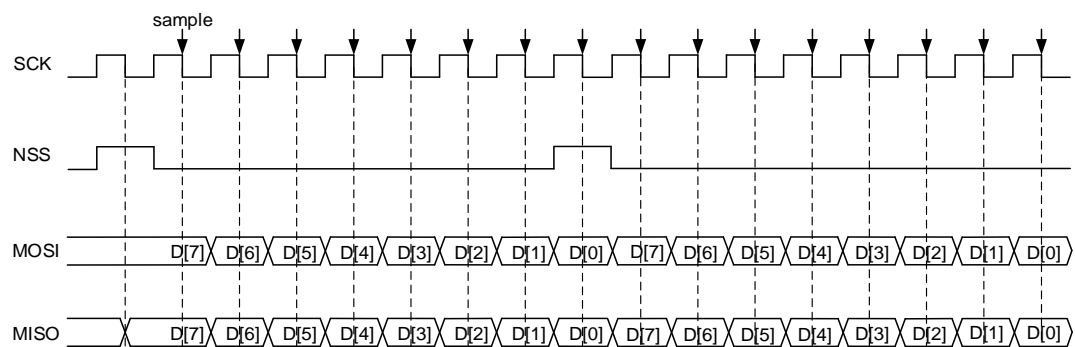 sample
SCK
NSS
MOSI D[7] D[6] D[5] D[4] D[3] D[2] D[1] D[0] D[7] D[6] D[5] D[4] D[3] D[2] D[1] D[0]
MISO D[7] D[6] D[5] D[4] D[3] D[2] D[1] D[0] D[7] D[6] D[5] D[4] D[3] D[2] D[1] D[0]